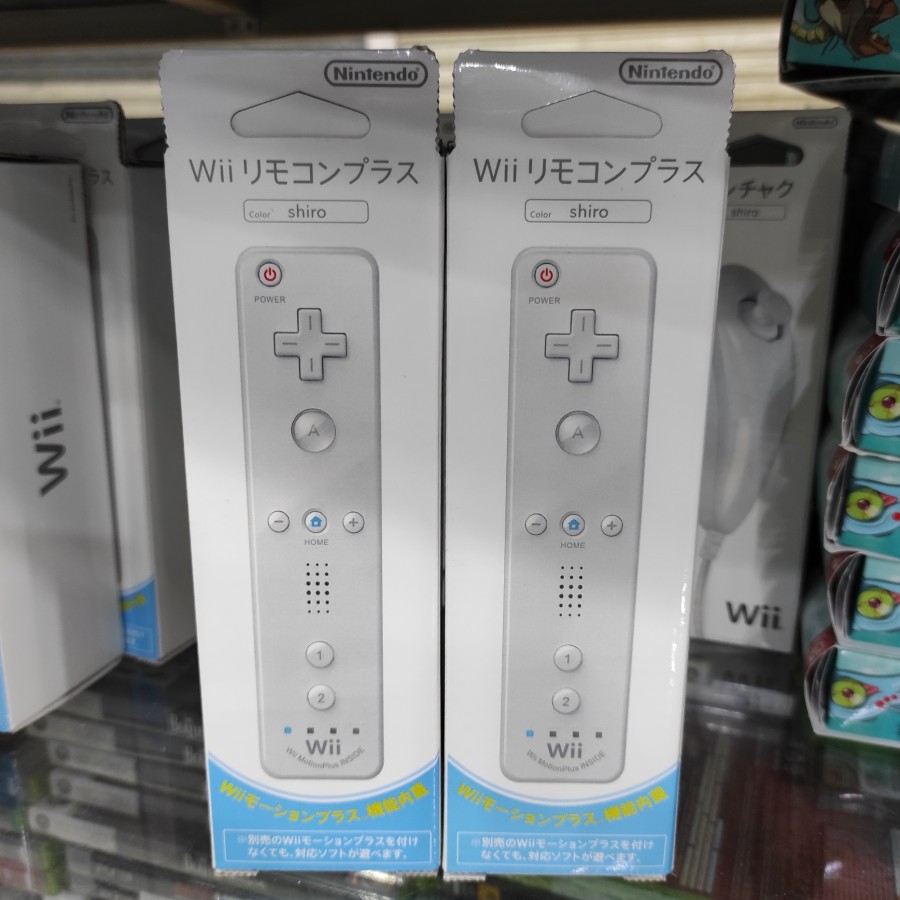 Nintendo
Wii リモコンプラス
Color shiro
POWER
A
HOME
1
2
Wii
Wii MotionPlus INSIDE
Wiiモーションプラス 機能内蔵
※別売のWiiモーションプラスを付け
なくても、対応ソフトが遊べます。
Nintendo
Wii リモコンプラス
Color shiro
POWER
A
HOME
1
2
Wii
Wii MotionPlus INSIDE
Wiiモーションプラス 機能内蔵
※別売のWiiモーションプラスを付け
なくても、対応ソフトが遊べます。
Nintendo
ラス
Wii
Nintendo
ンチャク
shiro
Wii